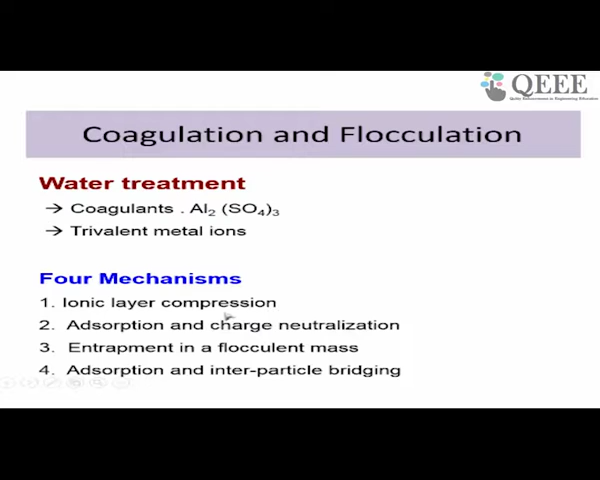 QEEE
Coagulation and Flocculation
Water treatment
→ Coagulants . Al₂ (SO₄)₃
→ Trivalent metal ions
Four Mechanisms
1. Ionic layer compression
2. Adsorption and charge neutralization
3. Entrapment in a flocculent mass
4. Adsorption and inter-particle bridging